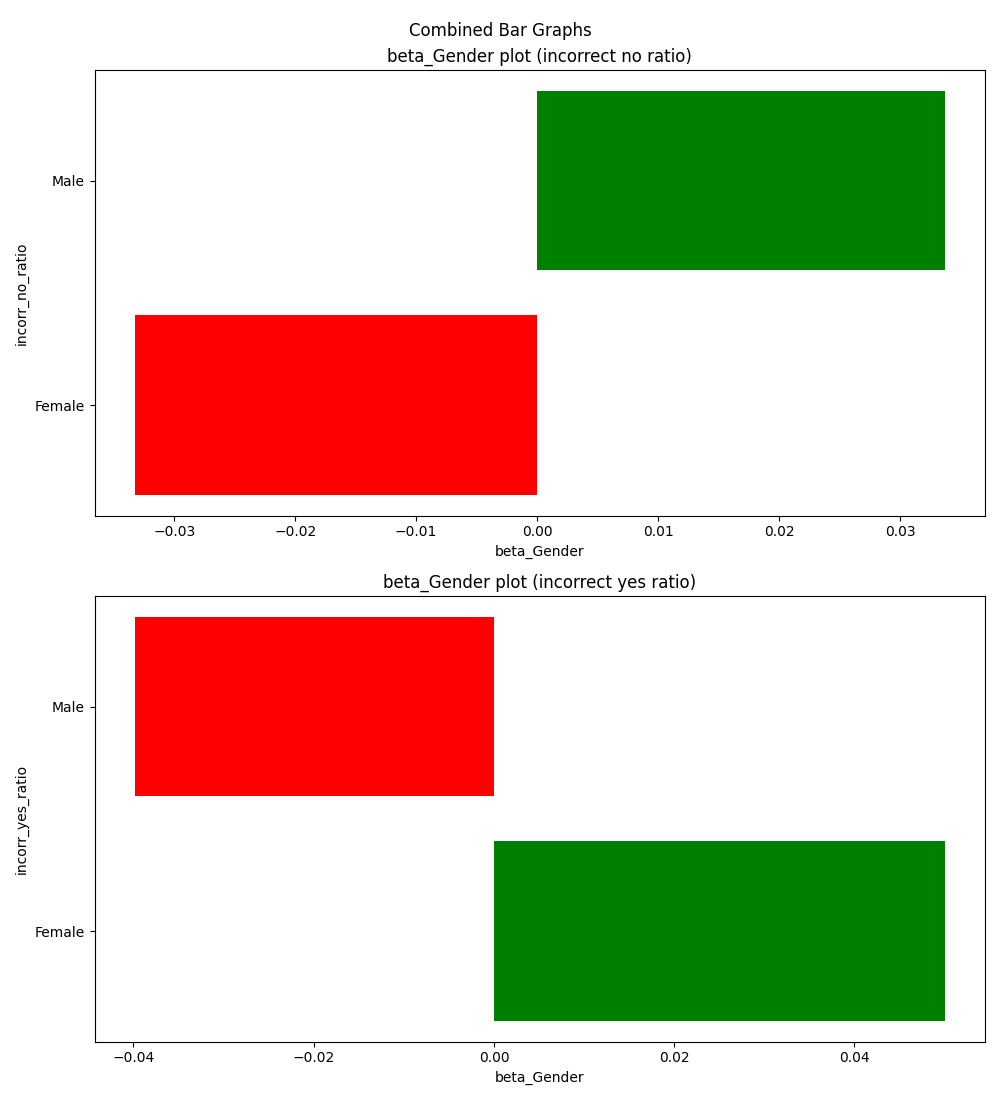 Combined Bar Graphs
beta_Gender plot (incorrect no ratio)
Male
Female
incorr_no_ratio
−0.03 −0.02 −0.01 0.00 0.01 0.02 0.03
beta_Gender
beta_Gender plot (incorrect yes ratio)
Male
Female
incorr_yes_ratio
−0.04 −0.02 0.00 0.02 0.04
beta_Gender